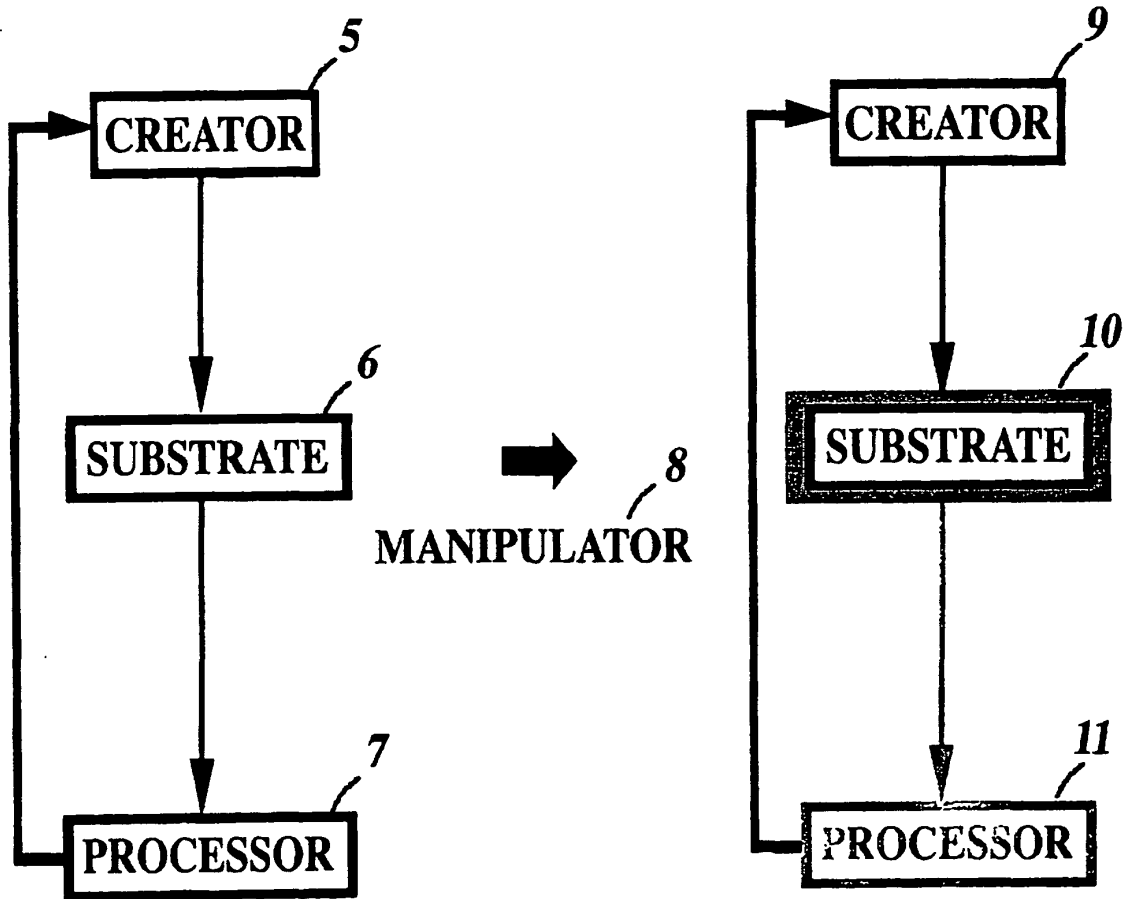 5
CREATOR
6
SUBSTRATE
7
PROCESSOR
8
MANIPULATOR
9
CREATOR
10
SUBSTRATE
11
PROCESSOR